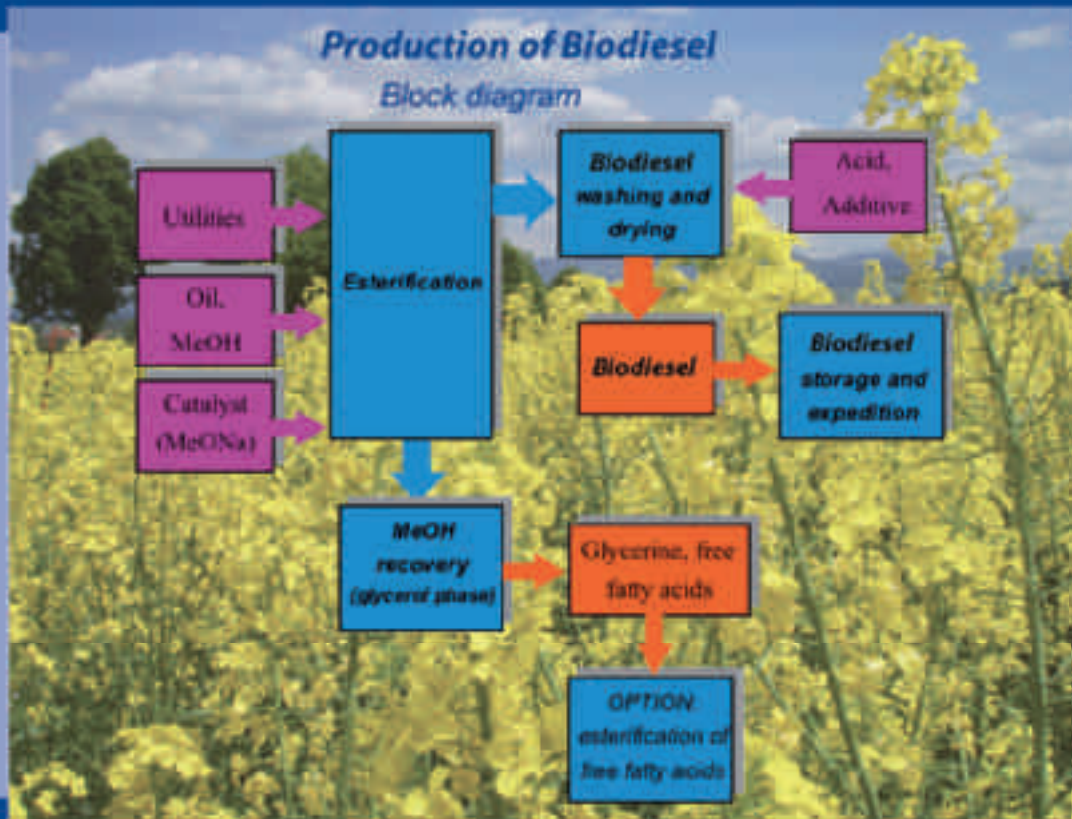 Production of Biodiesel
Block diagram
Utilities
Oil,
MeOH
Catalyst
(MeONa)
Esterification
Biodiesel
washing and
drying
Acid,
Additive
Biodiesel
Biodiesel
storage and
expedition
MeOH
recovery
(glycerol phase)
Glycerine, free
fatty acids
OPTION
esterification of
free fatty acids